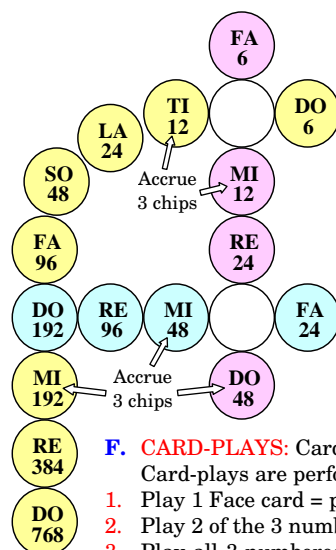 FA
6
TI
12
DO
6
LA
24
SO
48
Accrue
3 chips
MI
12
FA
96
RE
24
DO
192
RE
96
MI
48
FA
24
MI
192
Accrue
3 chips
DO
48
RE
384
F. CARD-PLAYS: Card
Card-plays are perfo
1. Play 1 Face card = p
DO
768
2. Play 2 of the 3 num